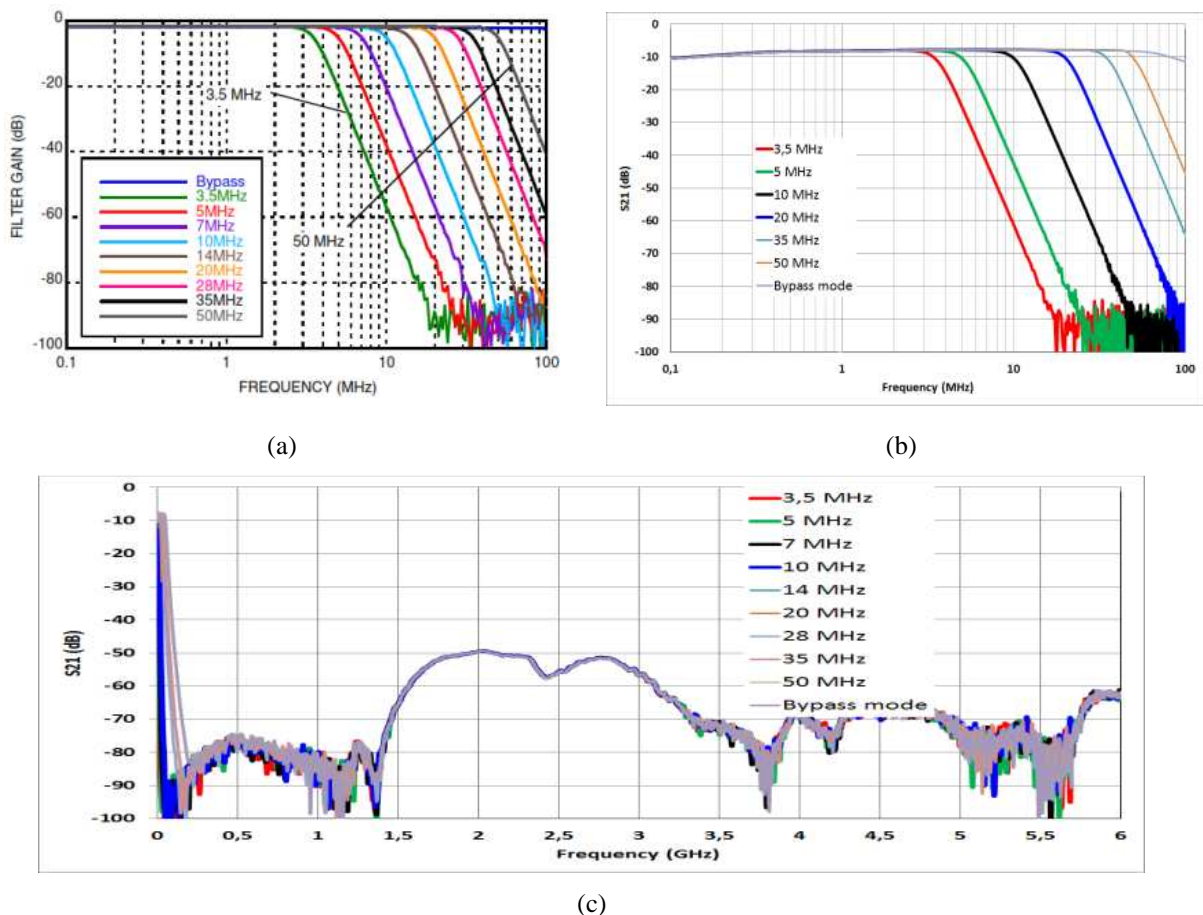 0
-20
-40
-60
-80
-100
FILTER GAIN (dB)
3.5 MHz
50 MHz
Bypass
3.5MHz
5MHz
7MHz
10MHz
14MHz
20MHz
28MHz
35MHz
50MHz
0.1
1
10
100
FREQUENCY (MHz)
(a)
0
-10
-20
-30
-40
-50
-60
-70
-80
-90
-100
S21 (dB)
3,5 MHz
5 MHz
10 MHz
20 MHz
35 MHz
50 MHz
Bypass mode
0,1
1
10
100
Frequency (MHz)
(b)
0
-10
-20
-30
-40
-50
-60
-70
-80
-90
-100
S21 (dB)
3,5 MHz
5 MHz
7 MHz
10 MHz
14 MHz
20 MHz
28 MHz
35 MHz
50 MHz
Bypass mode
0
0,5
1
1,5
2
2,5
3
3,5
4
4,5
5
5,5
6
Frequency (GHz)
(c)